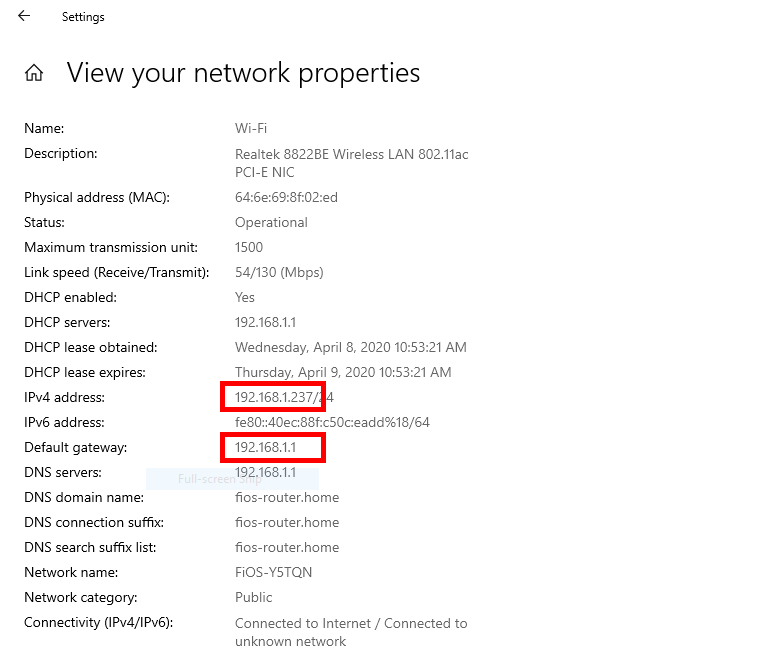 Settings
View your network properties
Name: Wi-Fi
Description: Realtek 8822BE Wireless LAN 802.11ac
PCI-E NIC
Physical address (MAC): 64:6e:69:8f:02:ed
Status: Operational
Maximum transmission unit: 1500
Link speed (Receive/Transmit): 54/130 (Mbps)
DHCP enabled: Yes
DHCP servers: 192.168.1.1
DHCP lease obtained: Wednesday, April 8, 2020 10:53:21 AM
DHCP lease expires: Thursday, April 9, 2020 10:53:21 AM
IPv4 address: 192.168.1.237/24
IPv6 address: fe80::40ec:88f:c50c:eadd%18/64
Default gateway: 192.168.1.1
DNS servers: 192.168.1.1
Full-screen Snip
DNS domain name: fios-router.home
DNS connection suffix: fios-router.home
DNS search suffix list: fios-router.home
Network name: FiOS-Y5TQN
Network category: Public
Connectivity (IPv4/IPv6): Connected to Internet / Connected to
unknown network